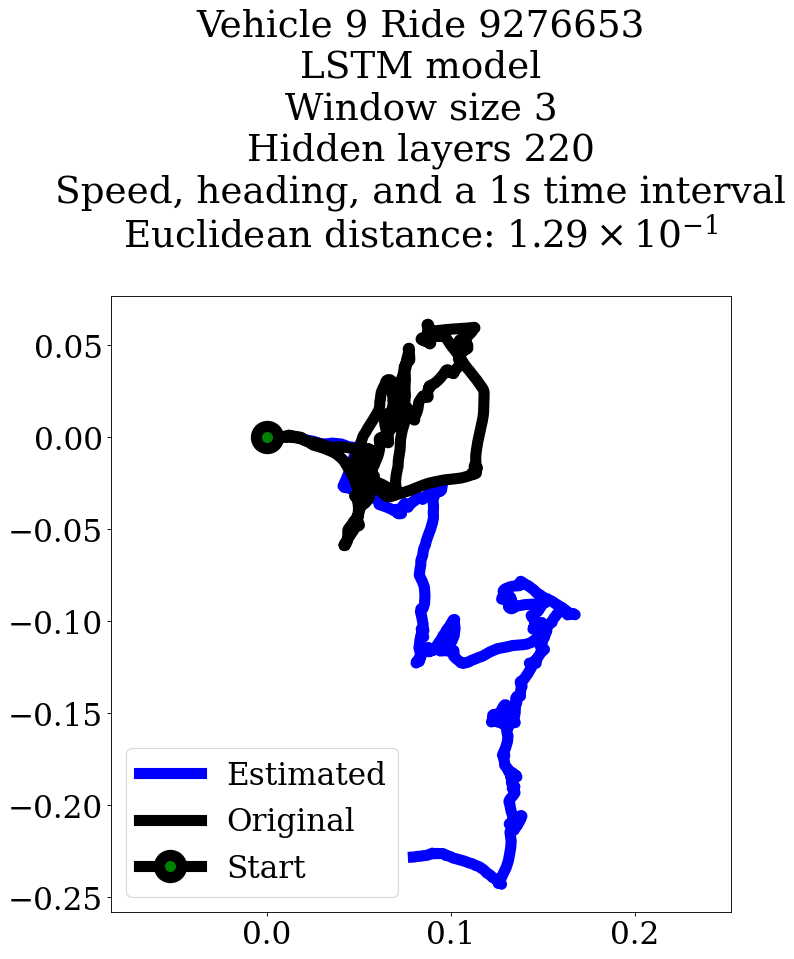 Vehicle 9 Ride 9276653
LSTM model
Window size 3
Hidden layers 220
Speed, heading, and a 1s time interval
Euclidean distance: 1.29 × 10⁻¹
0.05
0.00
−0.05
−0.10
−0.15
−0.20
−0.25
Estimated
Original
Start
0.0 0.1 0.2